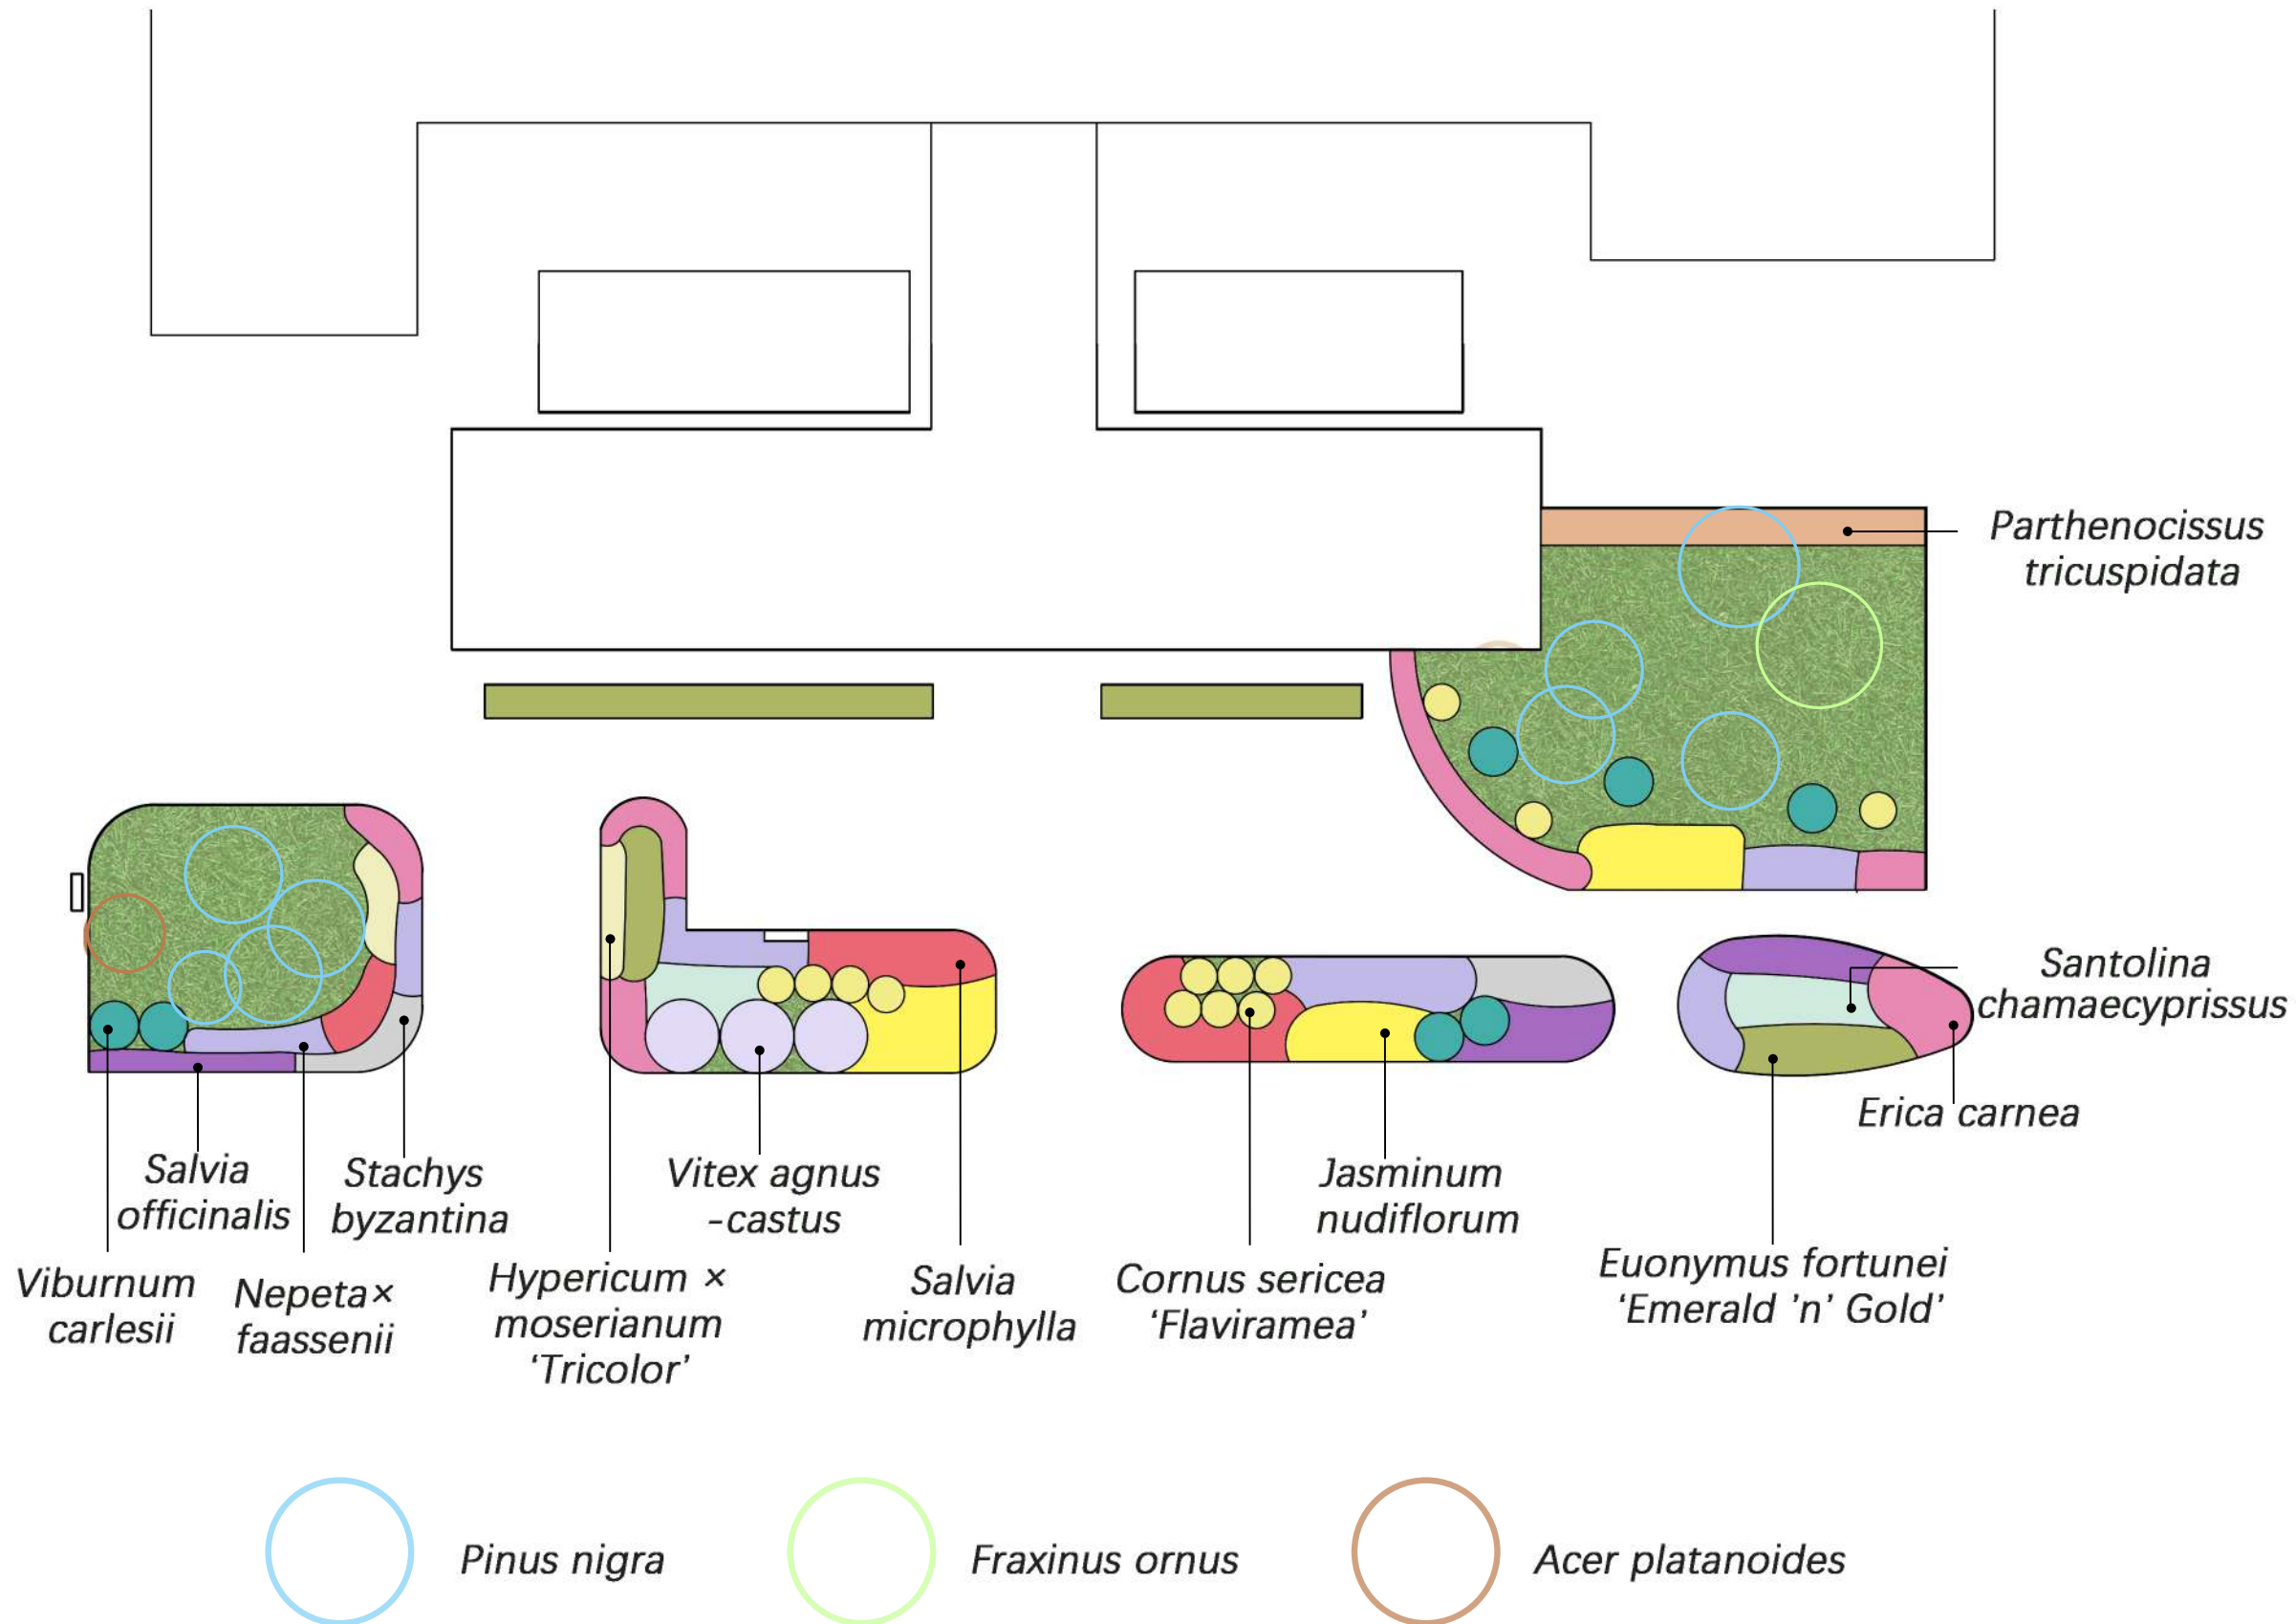 Parthenocissus
tricuspidata
Santolina
chamaecyprissus
Erica carnea
Salvia
officinalis
Stachys
byzantina
Vitex agnus
-castus
Jasminum
nudiflorum
Viburnum
carlesii
Nepeta×
faassenii
Hypericum ×
moserianum
‘Tricolor’
Salvia
microphylla
Cornus sericea
‘Flaviramea’
Euonymus fortunei
‘Emerald ’n’ Gold’
Pinus nigra
Fraxinus ornus
Acer platanoides